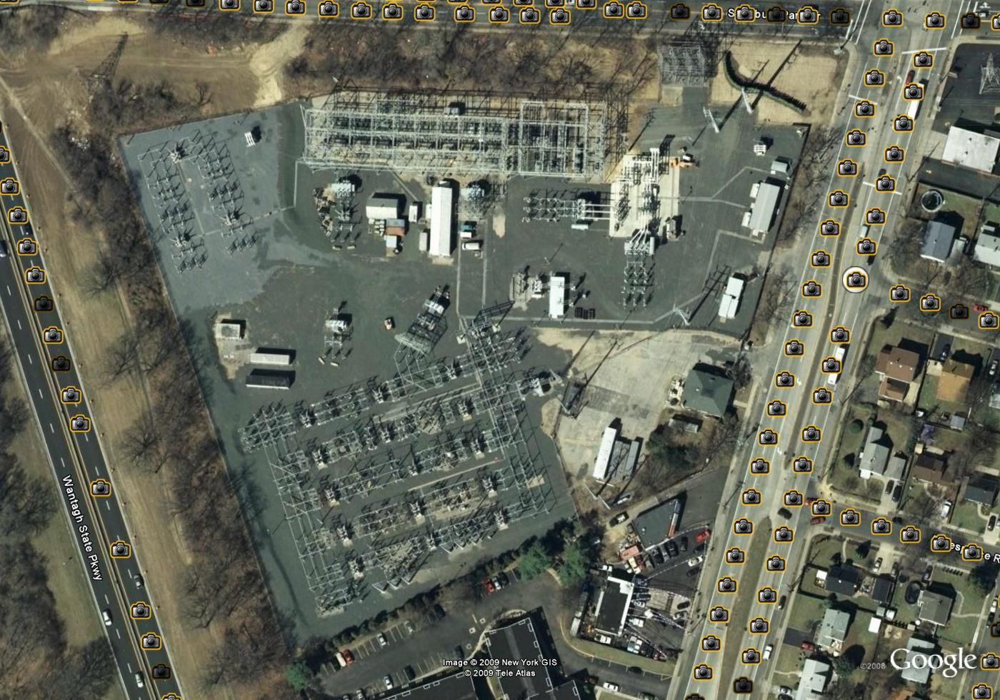 Wantagh State Pkwy
Image © 2009 New York GIS
© 2009 Tele Atlas
©2008 Google